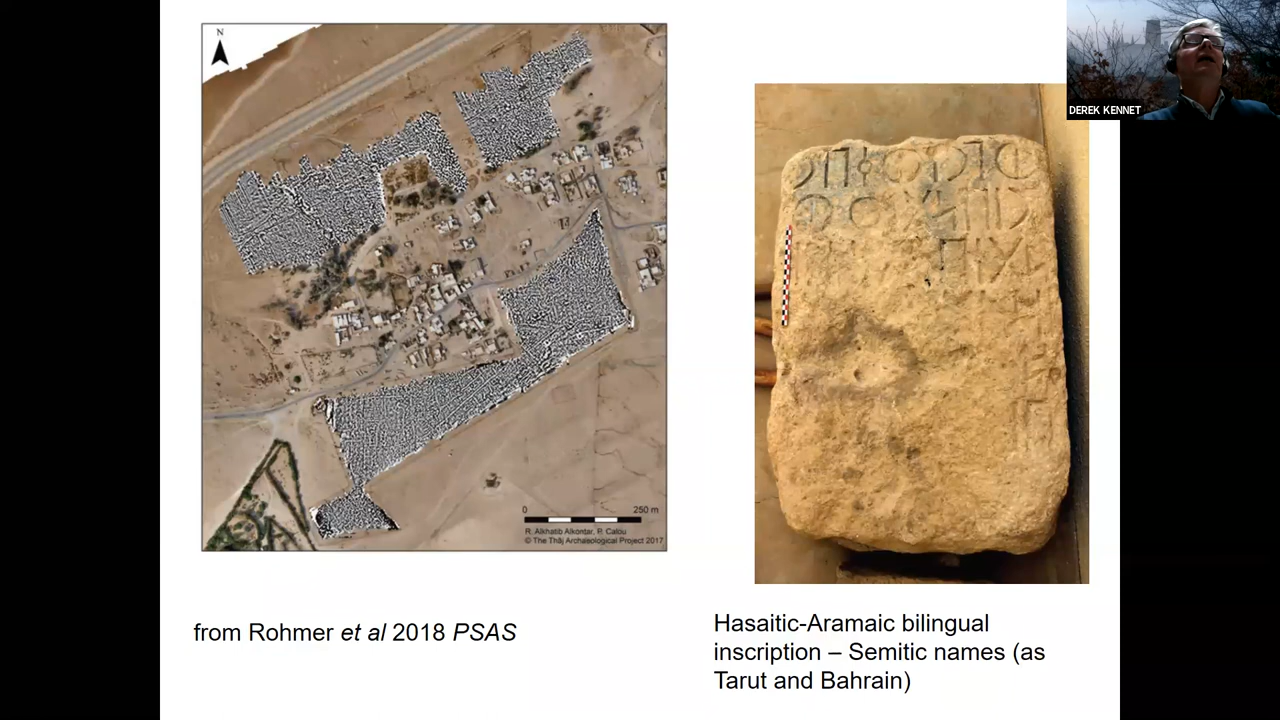 N
0
250 m
R. Alkhatib Alkontar, P. Calou
© The Thāj Archaeological Project 2017
DEREK KENNET
from Rohmer et al 2018 PSAS
Hasaitic-Aramaic bilingual
inscription – Semitic names (as
Tarut and Bahrain)